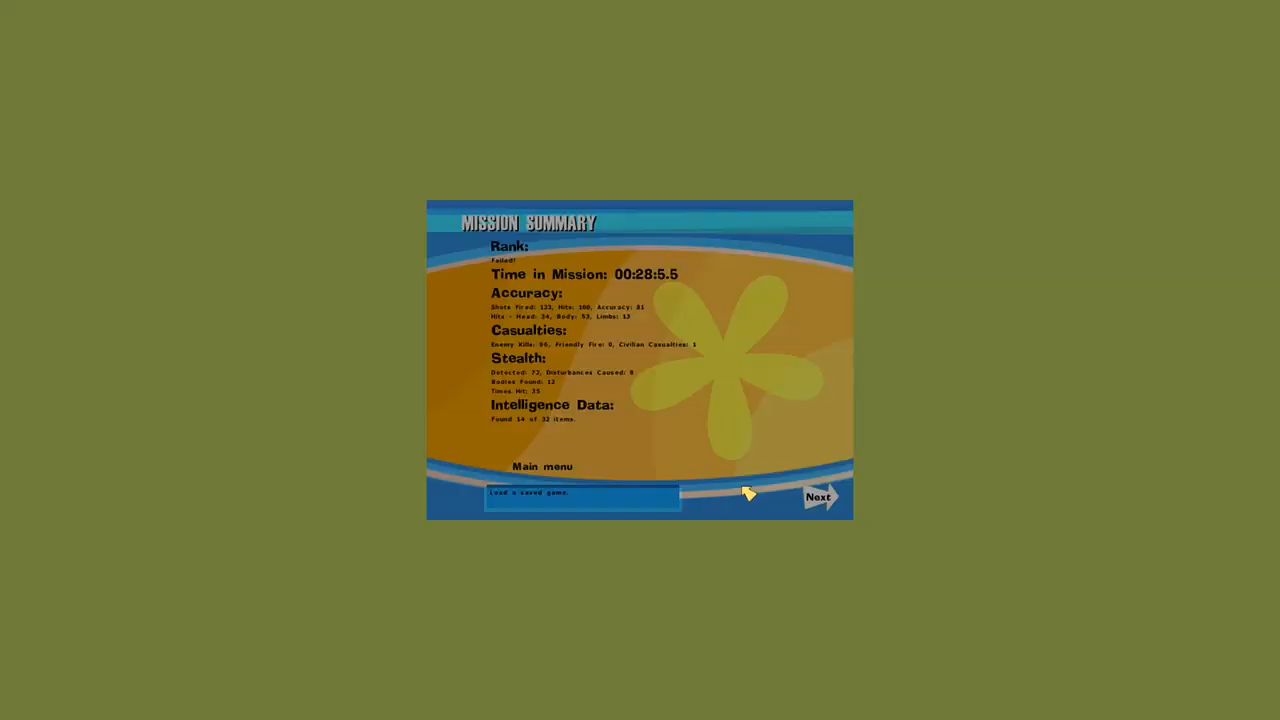 MISSION SUMMARY
Rank:
Failed!
Time in Mission: 00:28:5.5
Accuracy:
Shots fired: 123, Hits: 100, Accuracy: 81
Hits - Head: 34, Body: 53, Limbs: 13
Casualties:
Enemy Kills: 96, Friendly Fire: 0, Civilian Casualties: 1
Stealth:
Detected: 72, Disturbances Caused: 9
Bodies Found: 12
Times Hit: 35
Intelligence Data:
Found 14 of 32 items.
Main menu
Load a saved game.
Next